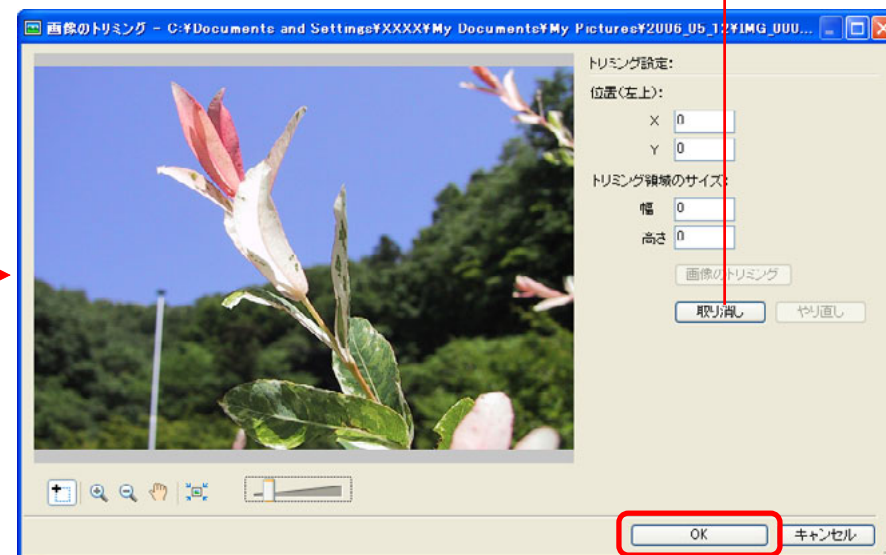 画像のトリミング - C:¥Documents and Settings¥XXXX¥My Documents¥My Pictures¥2006_05_12¥IMG_000...
トリミング設定:
位置(左上):
X 0
Y 0
トリミング領域のサイズ:
幅 0
高さ 0
画像のトリミング
取り消し やり直し
OK キャンセル